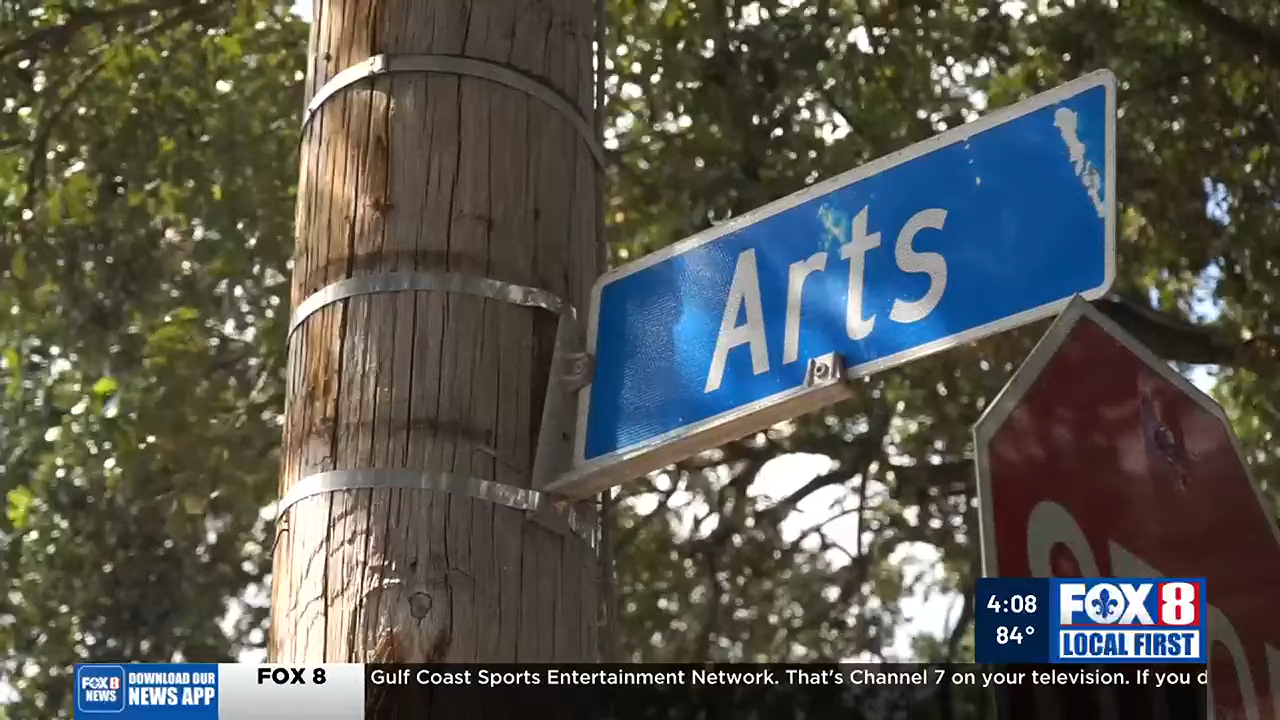 Arts
4:08
84°
FOX 8
LOCAL FIRST
FOX 8
NEWS
DOWNLOAD OUR
NEWS APP
FOX 8
Gulf Coast Sports Entertainment Network. That's Channel 7 on your television. If you d